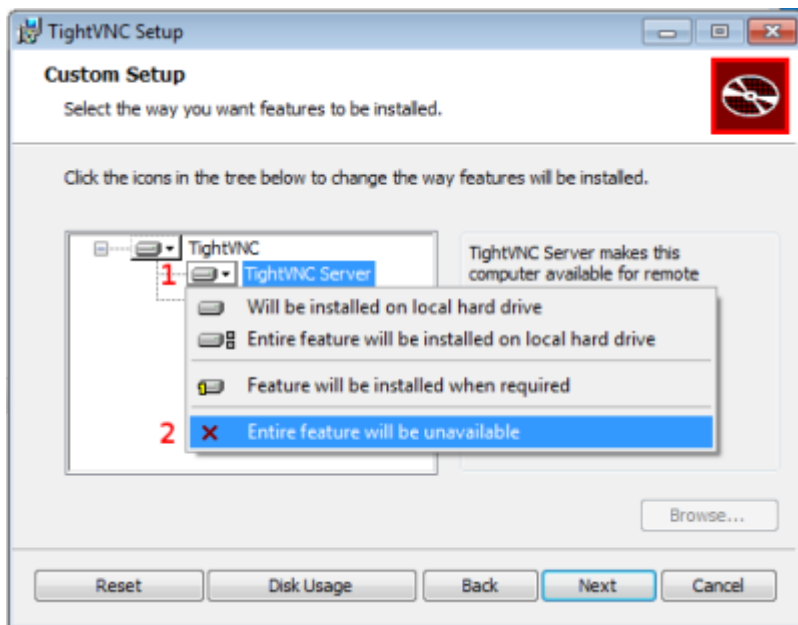 TightVNC Setup
Custom Setup
Select the way you want features to be installed.
Click the icons in the tree below to change the way features will be installed.
TightVNC
1 TightVNC Server
TightVNC Server makes this
computer available for remote
Will be installed on local hard drive
Entire feature will be installed on local hard drive
Feature will be installed when required
2 Entire feature will be unavailable
Browse...
Reset Disk Usage Back Next Cancel